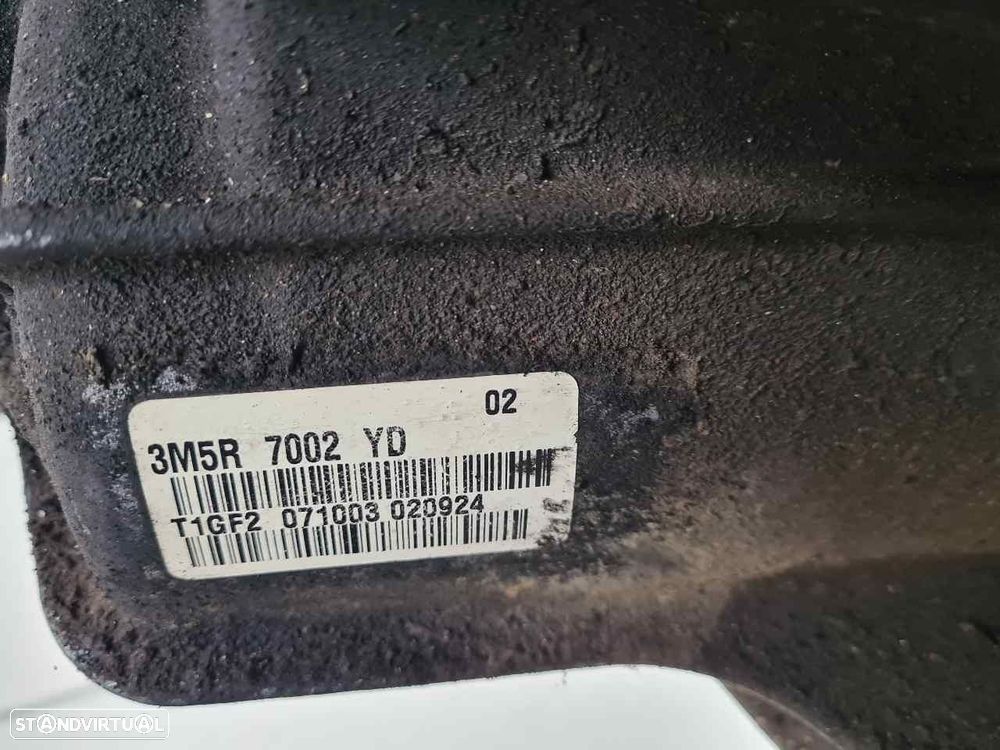 02
3M5R 7002 YD
T1GF2 071003 020924
STANDVIRTUAL